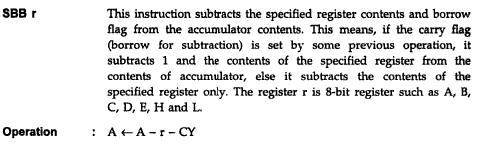 SBB r This instruction subtracts the specified register contents and borrow
flag from the accumulator contents. This means, if the carry flag
(borrow for subtraction) is set by some previous operation, it
subtracts 1 and the contents of the specified register from the
contents of accumulator, else it subtracts the contents of the
specified register only. The register r is 8-bit register such as A, B,
C, D, E, H and L.
Operation : A ← A – r – CY